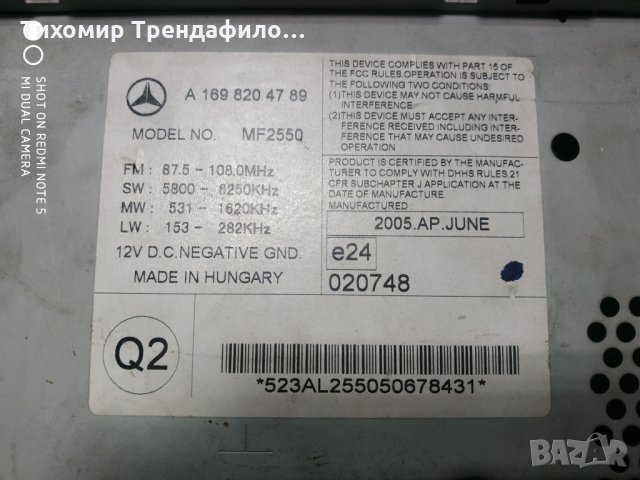 Тихомир Трендафило...
SHOT ON REDMI NOTE 5
MI DUAL CAMERA
A 169 820 47 89
MODEL NO. MF2550
FM: 87.5 - 108.0MHz
SW: 5800 - 8250KHz
MW: 531 - 1620KHz
LW: 153 - 282KHz
12V D.C.NEGATIVE GND.
MADE IN HUNGARY
THIS DEVICE COMPLIES WITH PART 15 OF
THE FCC RULES.OPERATION IS SUBJECT TO
THE FOLLOWING TWO CONDITIONS:
(1)THIS DEVICE MAY.NOT CAUSE HARMFUL
INTERFERENCE.
(2)THIS DEVICE MUST ACCEPT ANY INTER-
FERENCE RECEIVED INCLUDING INTER-
FERENCE THAT MAY CAUSE UNDESIRED
OPERATION.
PRODUCT IS CERTIFIED BY THE MANUFAC-
TURER TO COMPLY WITH DHHS RULES.21
CFR SUBCHAPTER J APPLICATION AT THE
DATE OF MANUFACTURE.
MANUFACTURED:
2005.AP.JUNE
e24
020748
Q2
*523AL255050678431*
BAZAR